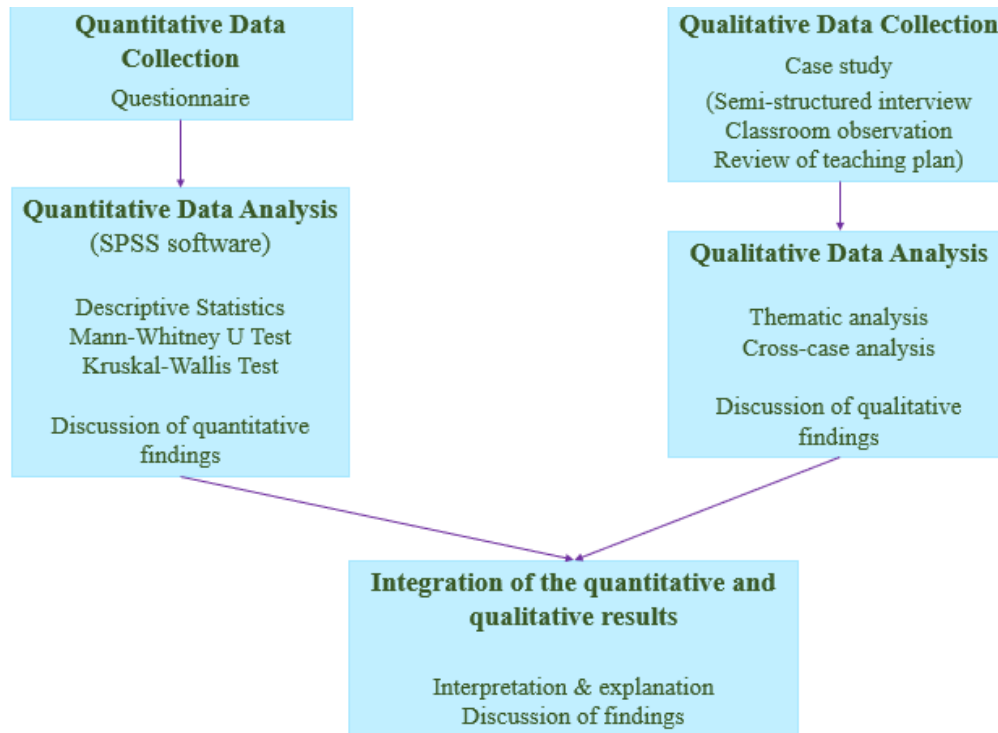 Quantitative Data
Collection
Questionnaire
Quantitative Data Analysis
(SPSS software)
Descriptive Statistics
Mann-Whitney U Test
Kruskal-Wallis Test
Discussion of quantitative
findings
Qualitative Data Collection
Case study
(Semi-structured interview
Classroom observation
Review of teaching plan)
Qualitative Data Analysis
Thematic analysis
Cross-case analysis
Discussion of qualitative
findings
Integration of the quantitative and
qualitative results
Interpretation & explanation
Discussion of findings